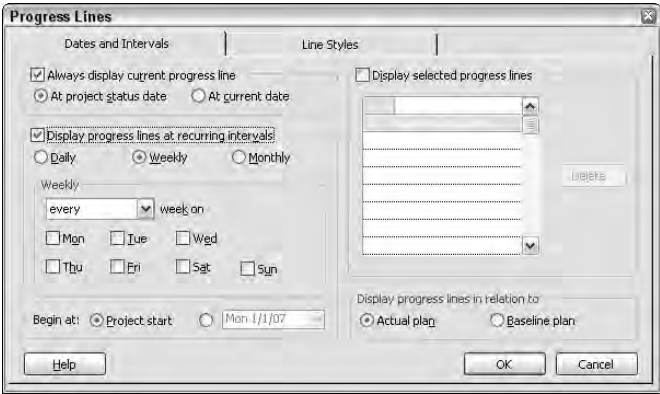 Progress Lines
Dates and Intervals
Line Styles
Always display current progress line
At project status date
At current date
Display progress lines at recurring intervals
Daily
Weekly
Monthly
Weekly
every
week on
Mon
Tue
Wed
Thu
Fri
Sat
Sun
Begin at:
Project start
Mon 1/1/07
Display selected progress lines
Delete
Display progress lines in relation to
Actual plan
Baseline plan
Help
OK
Cancel